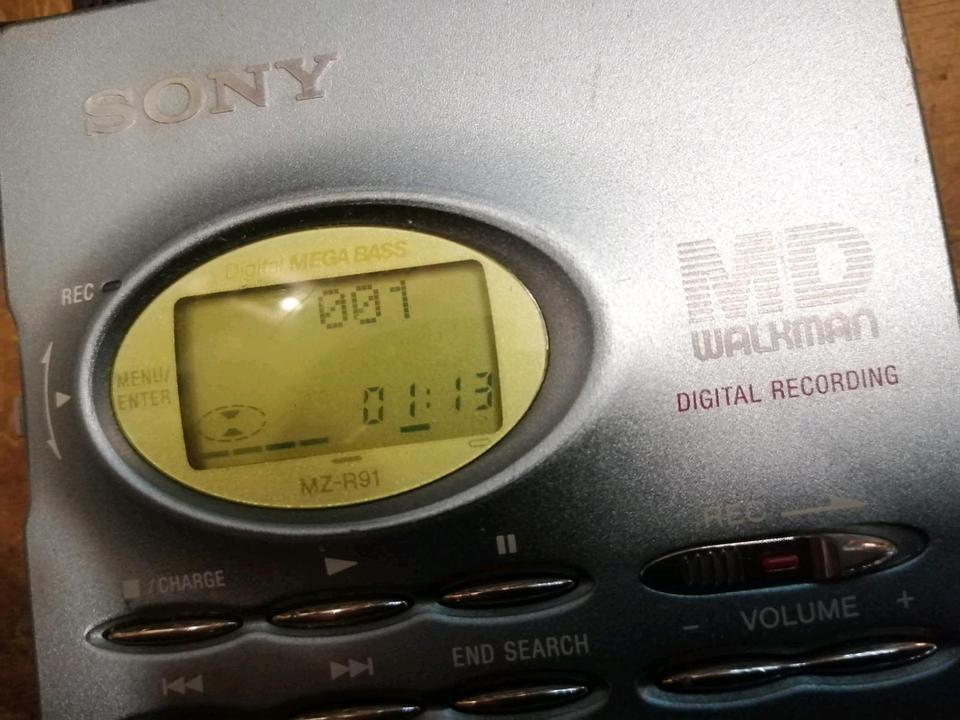 SONY
Digital MEGA BASS
REC
001
MENU/
ENTER
01:13
MZ-R91
MD
WALKMAN
DIGITAL RECORDING
REC
/CHARGE
VOLUME
- +
END SEARCH